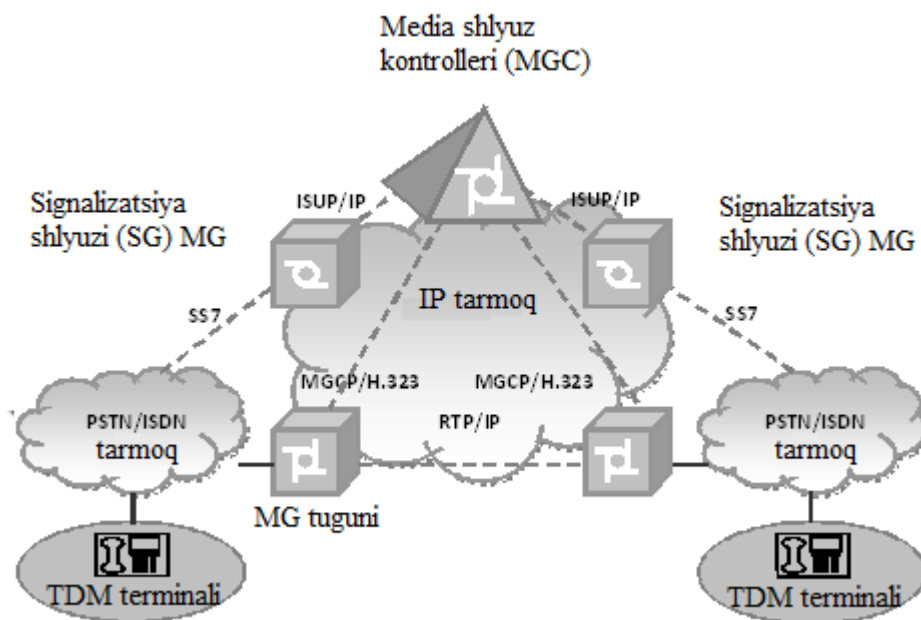 Media shlyuz
kontrolleri (MGC)
Signalizatsiya
shlyuzi (SG) MG
ISUP/IP
ISUP/IP
Signalizatsiya
shlyuzi (SG) MG
IP tarmoq
SS7
SS7
MGCP/H.323
MGCP/H.323
PSTN/ISDN
tarmoq
RTP/IP
PSTN/ISDN
tarmoq
MG tuguni
TDM terminali
TDM terminali